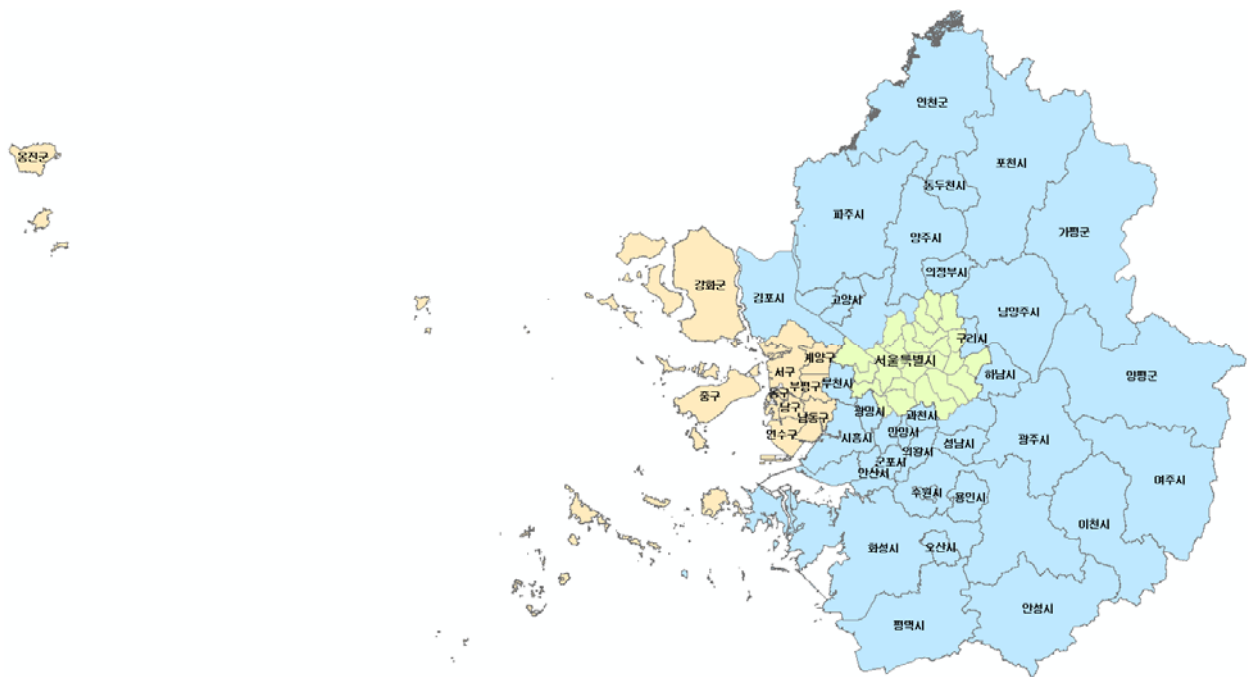 연천군
옹진군
포천시
동두천시
파주시
가평군
양주시
의정부시
강화군
김포시
고양시
남양주시
구리시
계양구
서울특별시
서구
하남시
양평군
부평구
부천시
중구
동구
남구
광명시
남동구
과천시
연수구
시흥시
안양시
성남시
광주시
의왕시
군포시
안산시
여주시
수원시
용인시
이천시
화성시
오산시
안성시
평택시